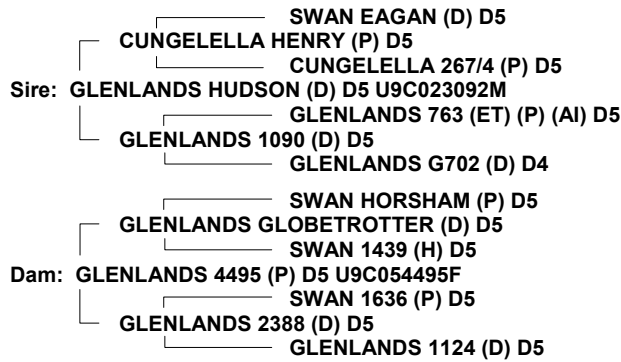 SWAN EAGAN (D) D5
CUNGELELLA HENRY (P) D5
CUNGELELLA 267/4 (P) D5
Sire: GLENLANDS HUDSON (D) D5 U9C023092M
GLENLANDS 763 (ET) (P) (AI) D5
GLENLANDS 1090 (D) D5
GLENLANDS G702 (D) D4
SWAN HORSHAM (P) D5
GLENLANDS GLOBETROTTER (D) D5
SWAN 1439 (H) D5
Dam: GLENLANDS 4495 (P) D5 U9C054495F
SWAN 1636 (P) D5
GLENLANDS 2388 (D) D5
GLENLANDS 1124 (D) D5